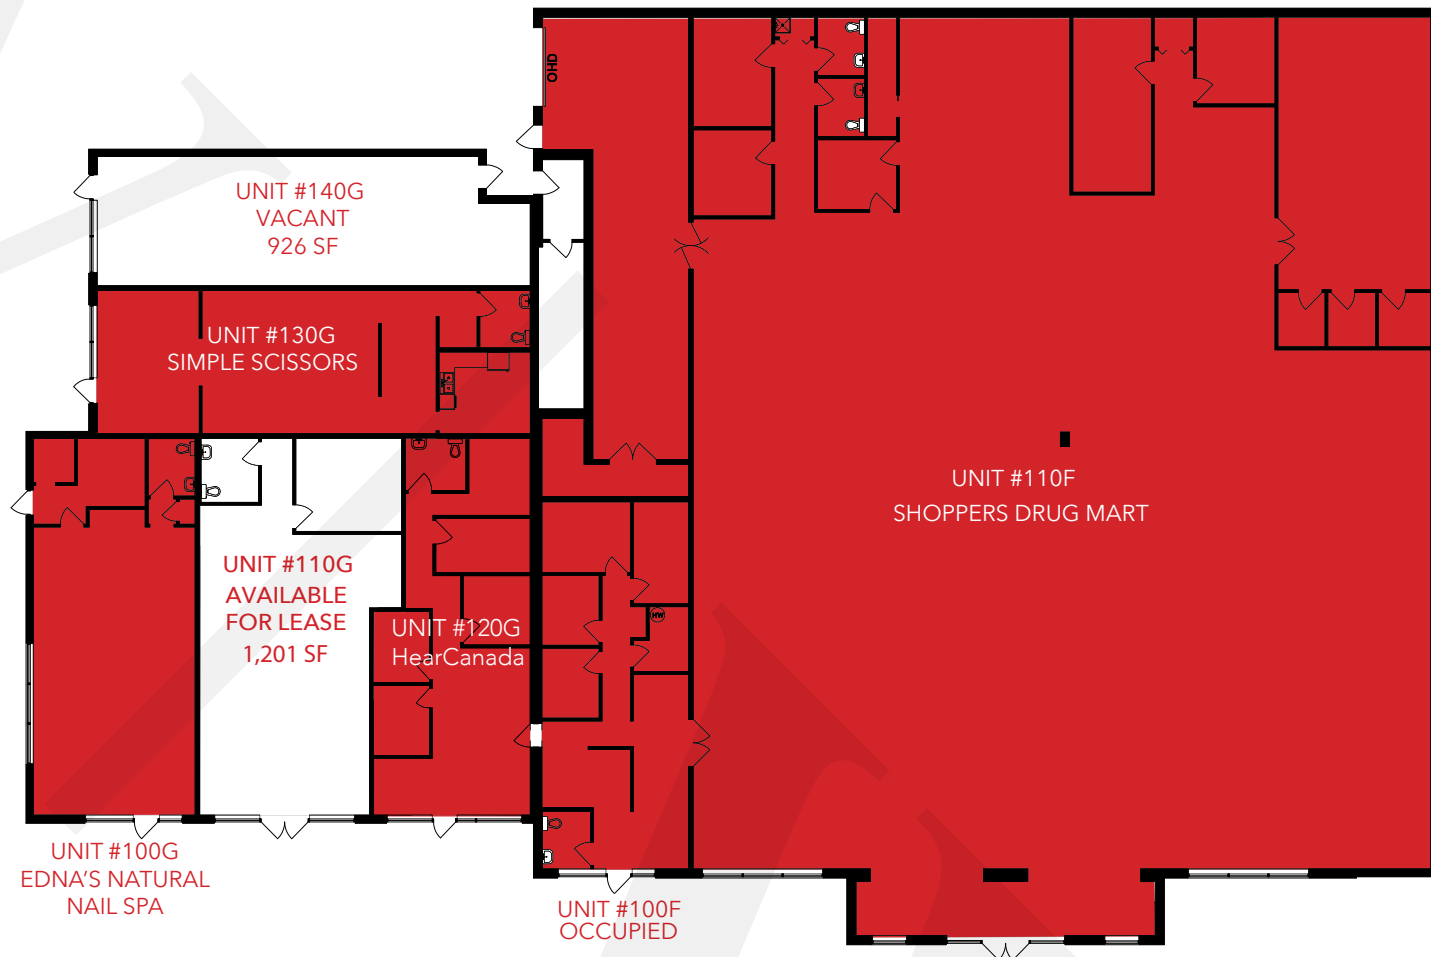 OHD
UNIT #140G
VACANT
926 SF
UNIT #130G
SIMPLE SCISSORS
UNIT #110F
SHOPPERS DRUG MART
UNIT #110G
AVAILABLE
FOR LEASE
1,201 SF
UNIT #120G
HearCanada
HW
UNIT #100G
EDNA'S NATURAL
NAIL SPA
UNIT #100F
OCCUPIED